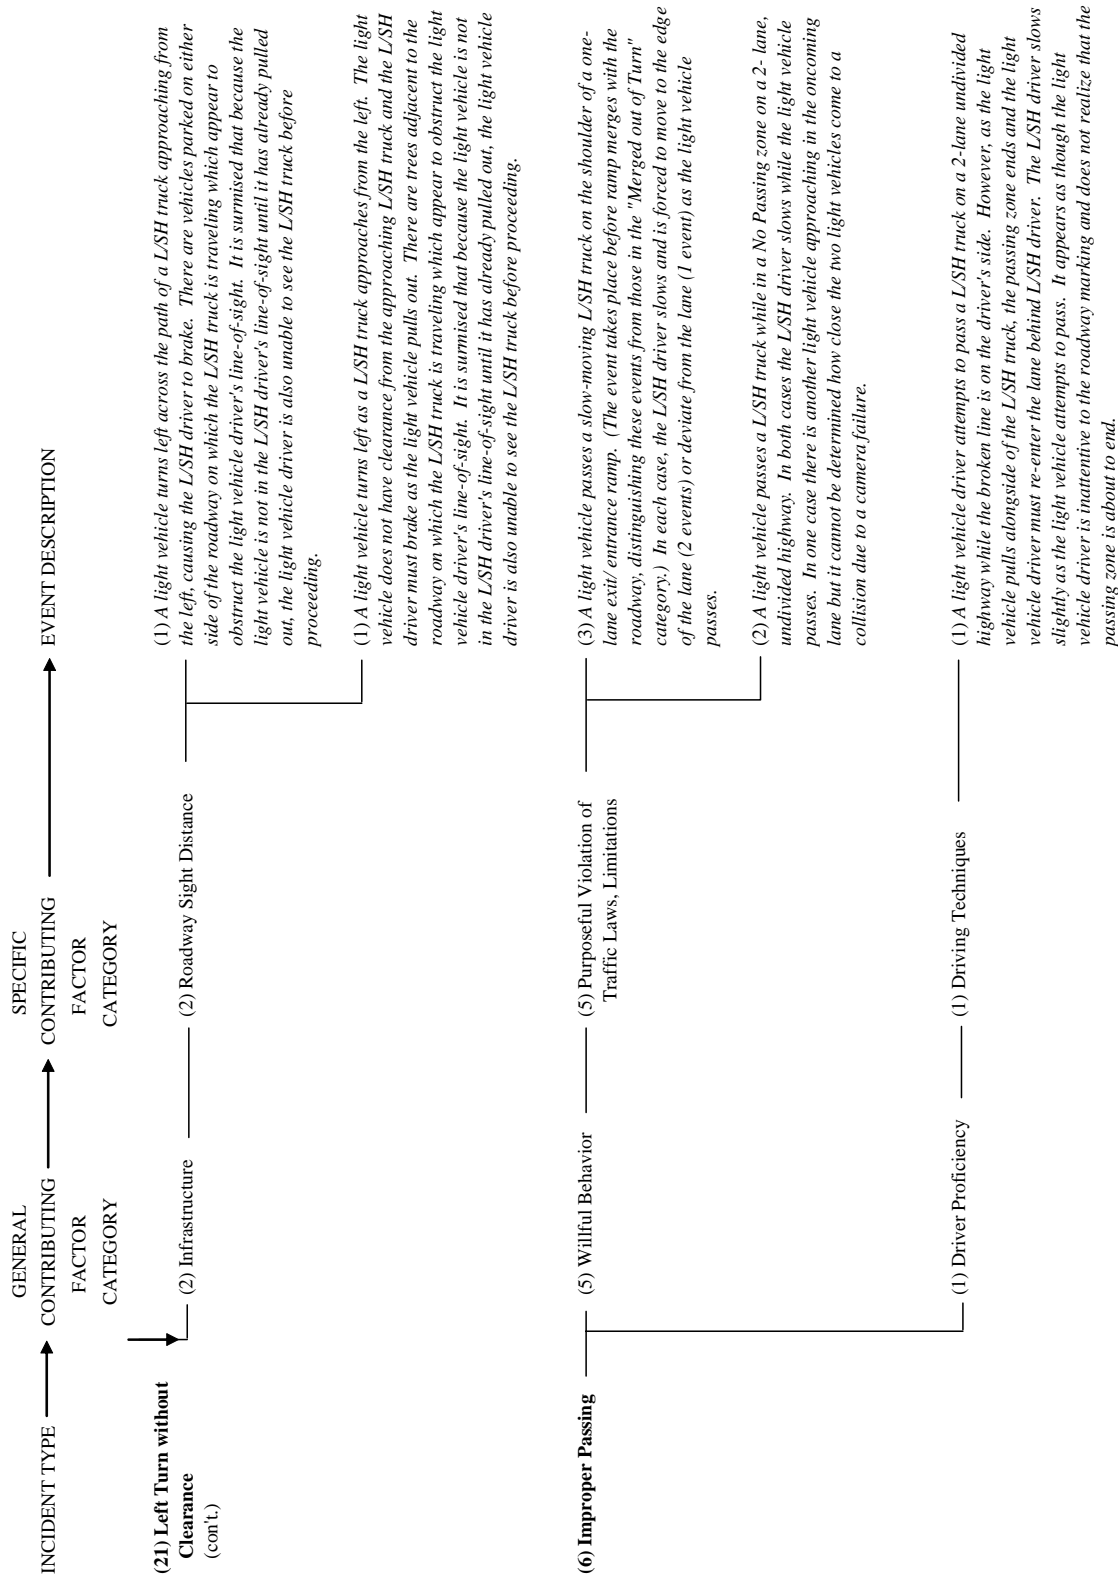 GENERAL
SPECIFIC
INCIDENT TYPE
CONTRIBUTING
CONTRIBUTING
EVENT DESCRIPTION
FACTOR
FACTOR
CATEGORY
CATEGORY
(21) Left Turn without
Clearance
(con't.)
(2) Infrastructure
(2) Roadway Sight Distance
(1) A light vehicle turns left across the path of a L/SH truck approaching from
the left, causing the L/SH driver to brake. There are vehicles parked on either
side of the roadway on which the L/SH truck is traveling which appear to
obstruct the light vehicle driver's line-of-sight. It is surmised that because the
light vehicle is not in the L/SH driver's line-of-sight until it has already pulled
out, the light vehicle driver is also unable to see the L/SH truck before
proceeding.
(1) A light vehicle turns left as a L/SH truck approaches from the left. The light
vehicle does not have clearance from the approaching L/SH truck and the L/SH
driver must brake as the light vehicle pulls out. There are trees adjacent to the
roadway on which the L/SH truck is traveling which appear to obstruct the light
vehicle driver's line-of-sight. It is surmised that because the light vehicle is not
in the L/SH driver's line-of-sight until it has already pulled out, the light vehicle
driver is also unable to see the L/SH truck before proceeding.
(6) Improper Passing
(5) Willful Behavior
(5) Purposeful Violation of
Traffic Laws, Limitations
(3) A light vehicle passes a slow-moving L/SH truck on the shoulder of a one-
lane exit/ entrance ramp. (The event takes place before ramp merges with the
roadway, distinguishing these events from those in the "Merged out of Turn"
category.) In each case, the L/SH driver slows and is forced to move to the edge
of the lane (2 events) or deviate from the lane (1 event) as the light vehicle
passes.
(2) A light vehicle passes a L/SH truck while in a No Passing zone on a 2- lane,
undivided highway. In both cases the L/SH driver slows while the light vehicle
passes. In one case there is another light vehicle approaching in the oncoming
lane but it cannot be determined how close the two light vehicles come to a
collision due to a camera failure.
(1) Driver Proficiency
(1) Driving Techniques
(1) A light vehicle driver attempts to pass a L/SH truck on a 2-lane undivided
highway while the broken line is on the driver's side. However, as the light
vehicle pulls alongside of the L/SH truck, the passing zone ends and the light
vehicle driver must re-enter the lane behind L/SH driver. The L/SH driver slows
slightly as the light vehicle attempts to pass. It appears as though the light
vehicle driver is inattentive to the roadway marking and does not realize that the
passing zone is about to end.